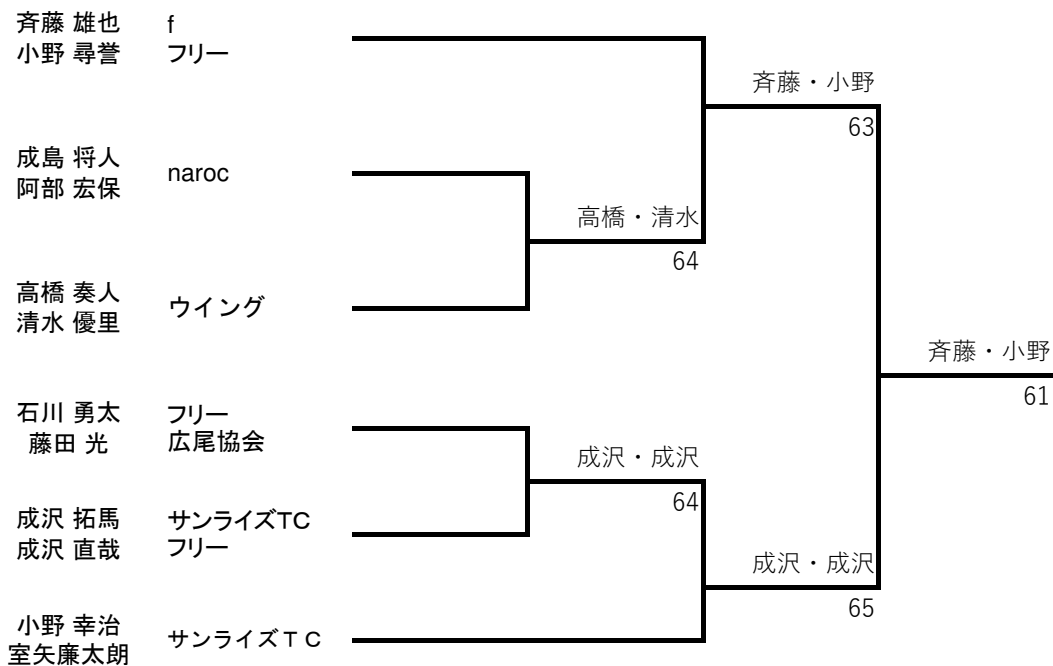 斉藤 雄也 f
小野 尋誉 フリー
斉藤・小野
63
成島 将人
阿部 宏保
naroc
高橋・清水
64
高橋 奏人
清水 優里
ウイング
斉藤・小野
61
石川 勇太 フリー
藤田 光 広尾協会
成沢・成沢
64
成沢 拓馬 サンライズTC
成沢 直哉 フリー
成沢・成沢
65
小野 幸治
室矢廉太朗
サンライズＴＣ